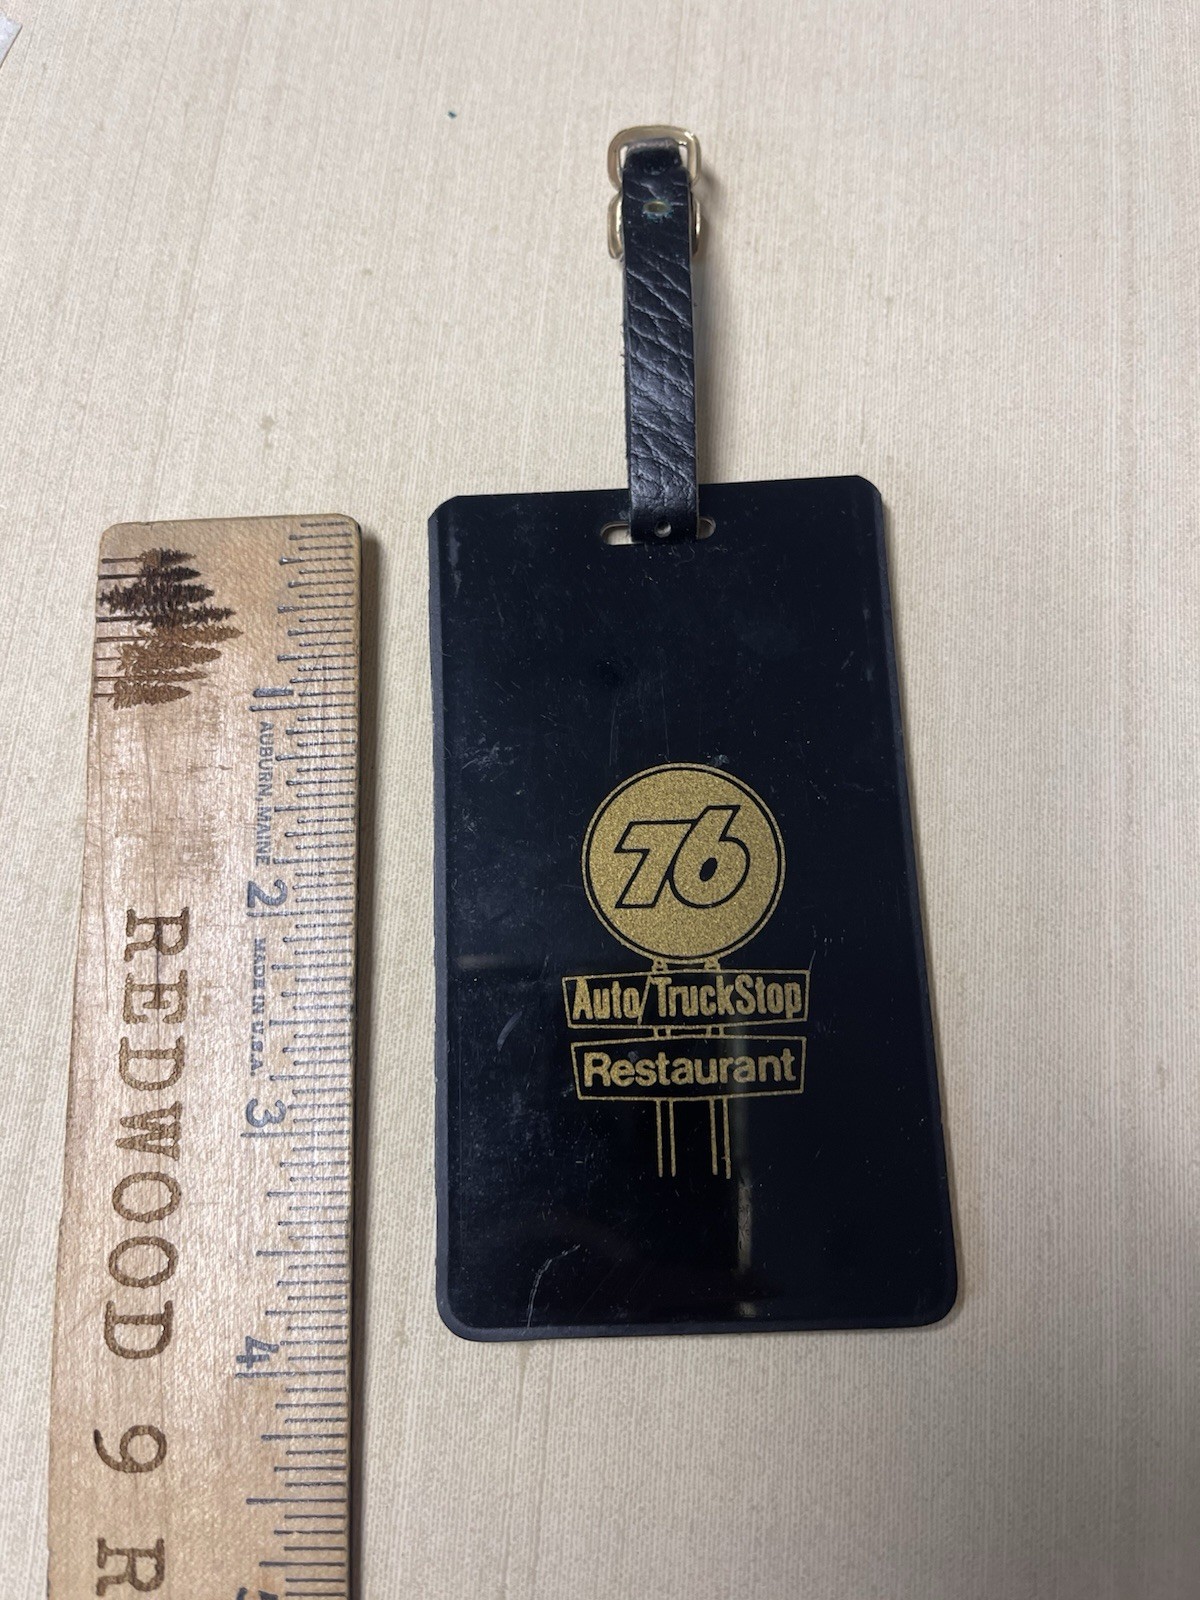 76
Auto/TruckStop
Restaurant
1
AUBURN, MAINE
2
MADE IN U.S.A.
3
4
REDWOOD 9 R